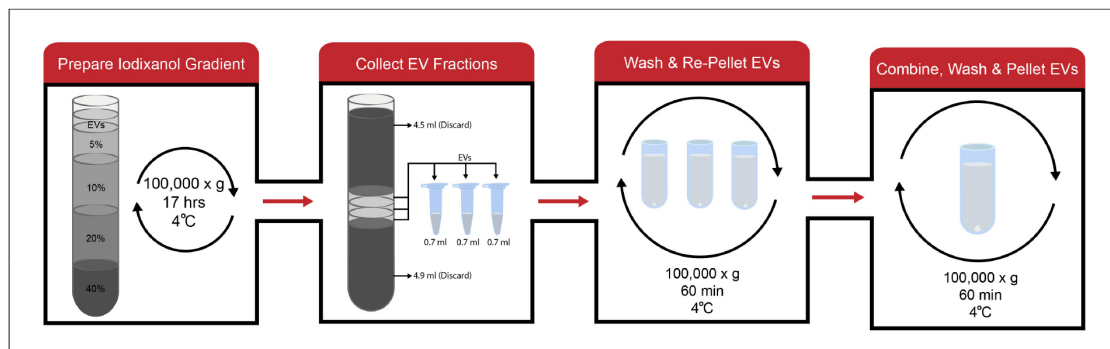 Prepare Iodixanol Gradient
EVs
5%
10%
20%
40%
100,000 x g
17 hrs
4℃
Collect EV Fractions
4.5 ml (Discard)
EVs
0.7 ml 0.7 ml 0.7 ml
4.9 ml (Discard)
Wash & Re-Pellet EVs
100,000 x g
60 min
4℃
Combine, Wash & Pellet EVs
100,000 x g
60 min
4℃